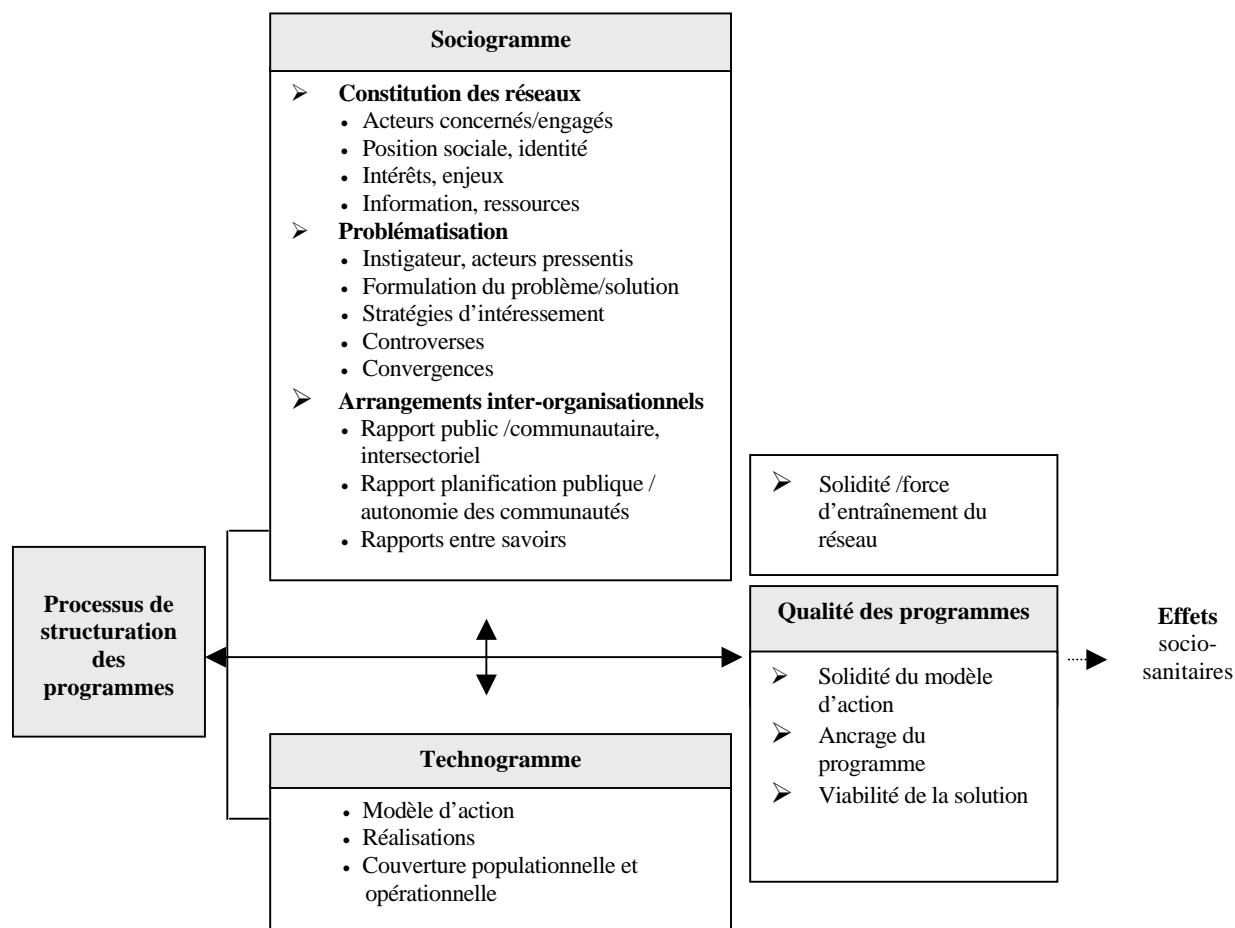 Sociogramme
➢ Constitution des réseaux
• Acteurs concernés/engagés
• Position sociale, identité
• Intérêts, enjeux
• Information, ressources
➢ Problématisation
• Instigateur, acteurs pressentis
• Formulation du problème/solution
• Stratégies d’intéressement
• Controverses
• Convergences
➢ Arrangements inter-organisationnels
• Rapport public /communautaire,
intersectoriel
• Rapport planification publique /
autonomie des communautés
• Rapports entre savoirs
Processus de
structuration
des
programmes
Technogramme
• Modèle d’action
• Réalisations
• Couverture populationnelle et
opérationnelle
➢ Solidité /force
d’entraînement du
réseau
Qualité des programmes
➢ Solidité du modèle
d’action
➢ Ancrage du
programme
➢ Viabilité de la solution
Effets
socio-
sanitaires